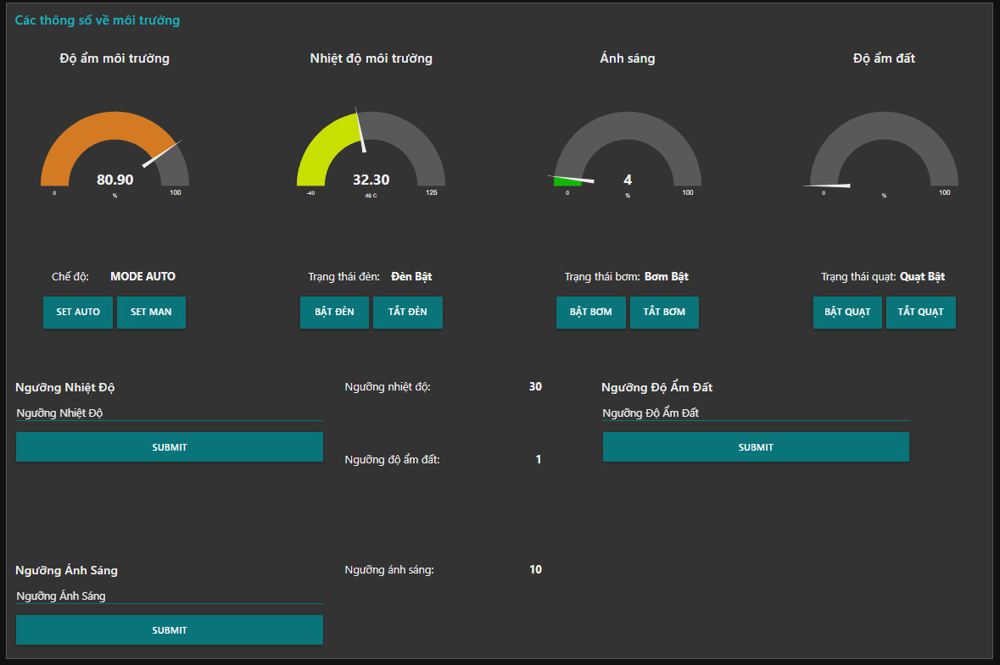 Các thông số về môi trường
Độ ẩm môi trường
Nhiệt độ môi trường
Ánh sáng
Độ ẩm đất
80.90
0
%
100
32.30
-40
độ C
125
4
0
%
100
0
%
100
Chế độ: MODE AUTO
Trạng thái đèn: Đèn Bật
Trạng thái bơm: Bơm Bật
Trạng thái quạt: Quạt Bật
SET AUTO
SET MAN
BẬT ĐÈN
TẮT ĐÈN
BẬT BƠM
TẮT BƠM
BẬT QUẠT
TẮT QUẠT
Ngưỡng Nhiệt Độ
Ngưỡng Nhiệt Độ
SUBMIT
Ngưỡng nhiệt độ: 30
Ngưỡng độ ẩm đất: 1
Ngưỡng Độ Ẩm Đất
Ngưỡng Độ Ẩm Đất
SUBMIT
Ngưỡng Ánh Sáng
Ngưỡng Ánh Sáng
SUBMIT
Ngưỡng ánh sáng: 10